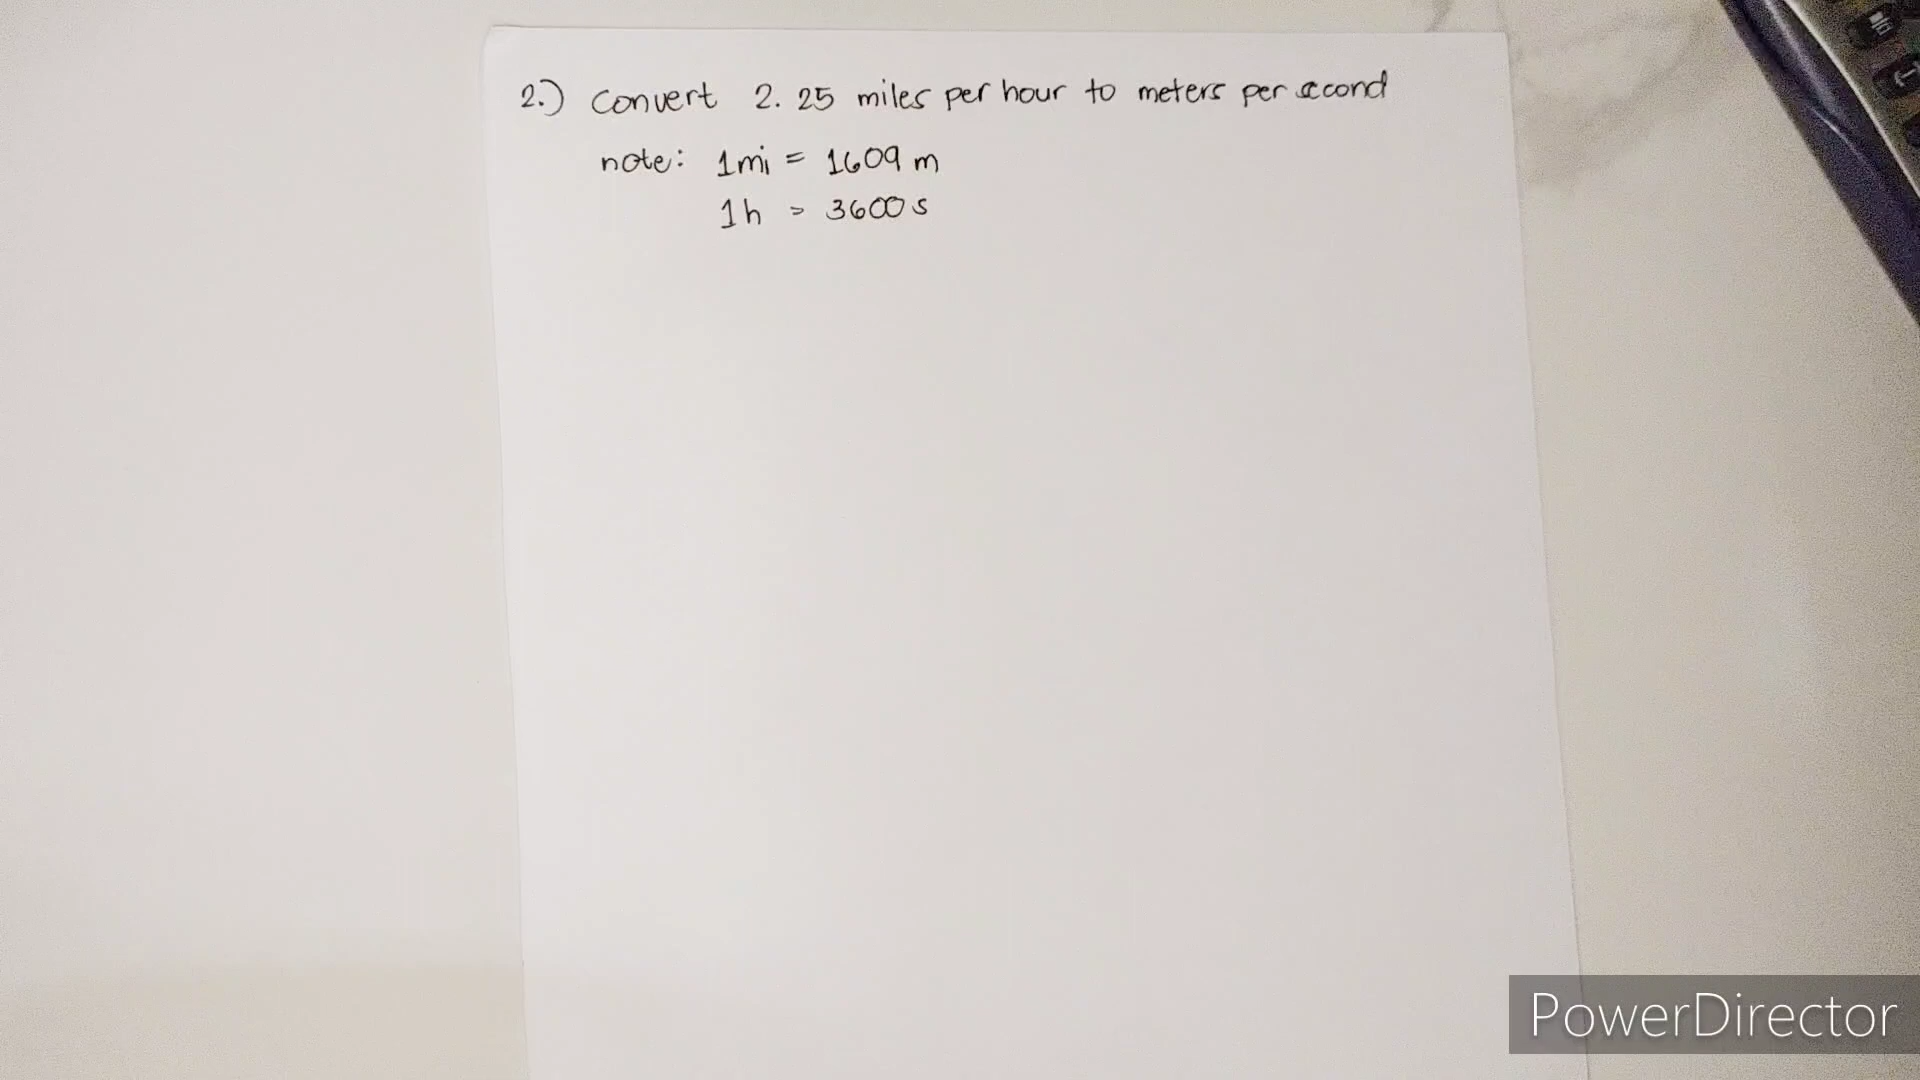 2.) Convert 2.25 miles per hour to meters per second
note: 1mi = 1609 m
1h = 3600 s
PowerDirector